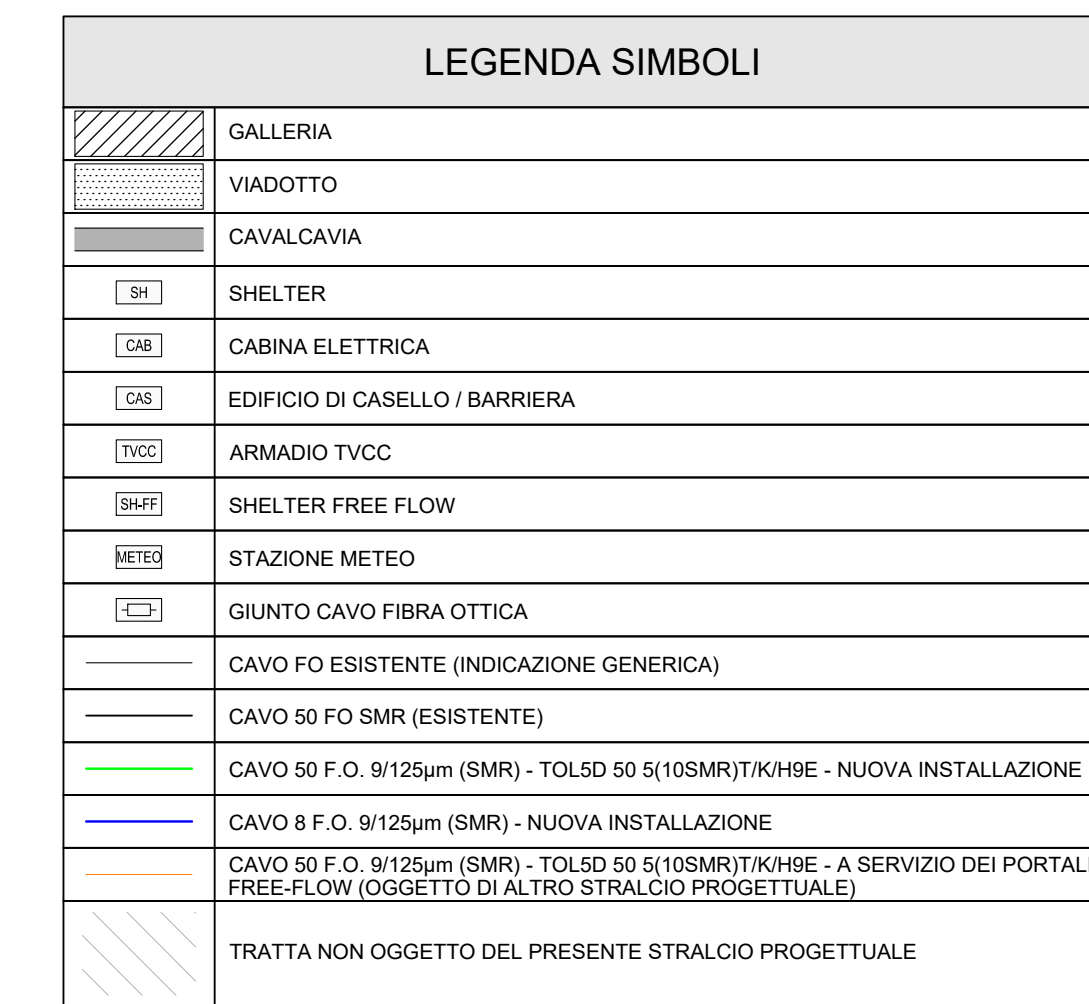 LEGENDA SIMBOLI
GALLERIA
VIADOTTO
CAVALCAVIA
SH SHELTER
CAB CABINA ELETTRICA
CAS EDIFICIO DI CASELLO / BARRIERA
TVCC ARMADIO TVCC
SH-FF SHELTER FREE FLOW
METEO STAZIONE METEO
GIUNTO CAVO FIBRA OTTICA
CAVO FO ESISTENTE (INDICAZIONE GENERICA)
CAVO 50 FO SMR (ESISTENTE)
CAVO 50 F.O. 9/125µm (SMR) - TOL5D 50 5(10SMR)T/K/H9E - NUOVA INSTALLAZIONE
CAVO 8 F.O. 9/125µm (SMR) - NUOVA INSTALLAZIONE
CAVO 50 F.O. 9/125µm (SMR) - TOL5D 50 5(10SMR)T/K/H9E - A SERVIZIO DEI PORTALI
FREE-FLOW (OGGETTO DI ALTRO STRALCIO PROGETTUALE)
TRATTA NON OGGETTO DEL PRESENTE STRALCIO PROGETTUALE